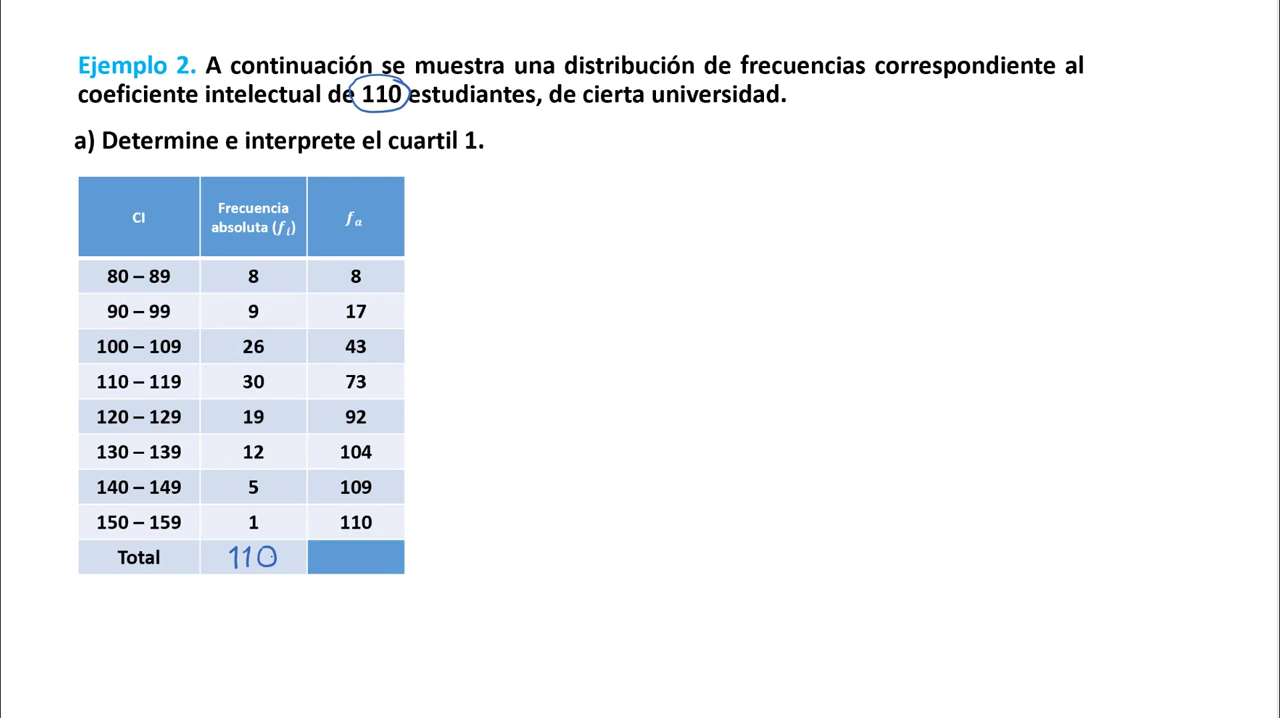 Ejemplo 2. A continuación se muestra una distribución de frecuencias correspondiente al
coeficiente intelectual de 110 estudiantes, de cierta universidad.
a) Determine e interprete el cuartil 1.
CI Frecuencia absoluta (fᵢ) fₐ
80 – 89 8 8
90 – 99 9 17
100 – 109 26 43
110 – 119 30 73
120 – 129 19 92
130 – 139 12 104
140 – 149 5 109
150 – 159 1 110
Total 110